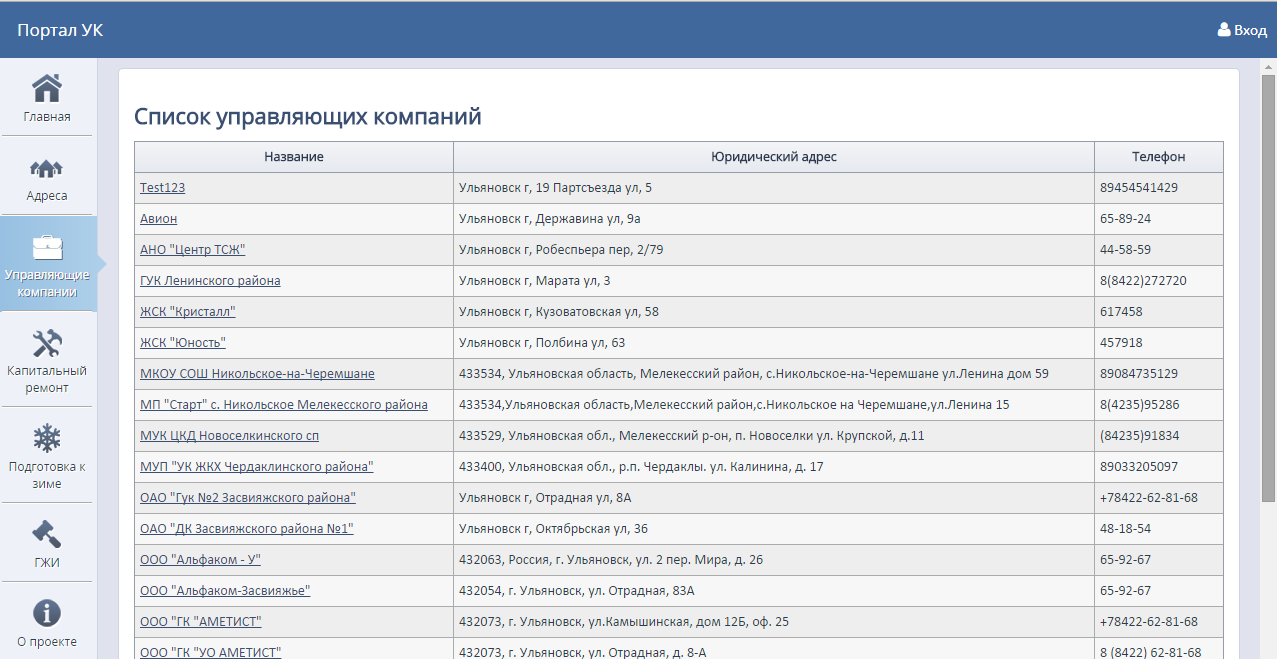 Портал УК
Вход
Главная
Адреса
Управляющие
компании
Капитальный
ремонт
Подготовка к
зиме
ГЖИ
О проекте
Список управляющих компаний
Название Юридический адрес Телефон
Test123 Ульяновск г, 19 Партсъезда ул, 5 89454541429
Авион Ульяновск г, Державина ул, 9а 65-89-24
АНО "Центр ТСЖ" Ульяновск г, Робеспьера пер, 2/79 44-58-59
ГУК Ленинского района Ульяновск г, Марата ул, 3 8(8422)272720
ЖСК "Кристалл" Ульяновск г, Кузоватовская ул, 58 617458
ЖСК "Юность" Ульяновск г, Полбина ул, 63 457918
МКОУ СОШ Никольское-на-Черемшане 433534, Ульяновская область, Мелекесский район, с.Никольское-на-Черемшане ул.Ленина дом 59 89084735129
МП "Старт" с. Никольское Мелекесского района 433534,Ульяновская область,Мелекесский район,с.Никольское на Черемшане,ул.Ленина 15 8(4235)95286
МУК ЦКД Новоселкинского сп 433529, Ульяновская обл., Мелекесский р-он, п. Новоселки ул. Крупской, д.11 (84235)91834
МУП "УК ЖКХ Чердаклинского района" 433400, Ульяновская обл., р.п. Чердаклы. ул. Калинина, д. 17 89033205097
ОАО "Гук №2 Засвияжского района" Ульяновск г, Отрадная ул, 8А +78422-62-81-68
ОАО "ДК Засвияжского района №1" Ульяновск г, Октябрьская ул, 36 48-18-54
ООО "Альфаком - У" 432063, Россия, г. Ульяновск, ул. 2 пер. Мира, д. 26 65-92-67
ООО "Альфаком-Засвияжье" 432054, г. Ульяновск, ул. Отрадная, 83А 65-92-67
ООО "ГК "АМЕТИСТ" 432073, г. Ульяновск, ул.Камышинская, дом 12Б, оф. 25 +78422-62-81-68
ООО "ГК "УО АМЕТИСТ" 432073, г. Ульяновск, ул. Отрадная, д. 8-А 8 (8422) 62-81-68